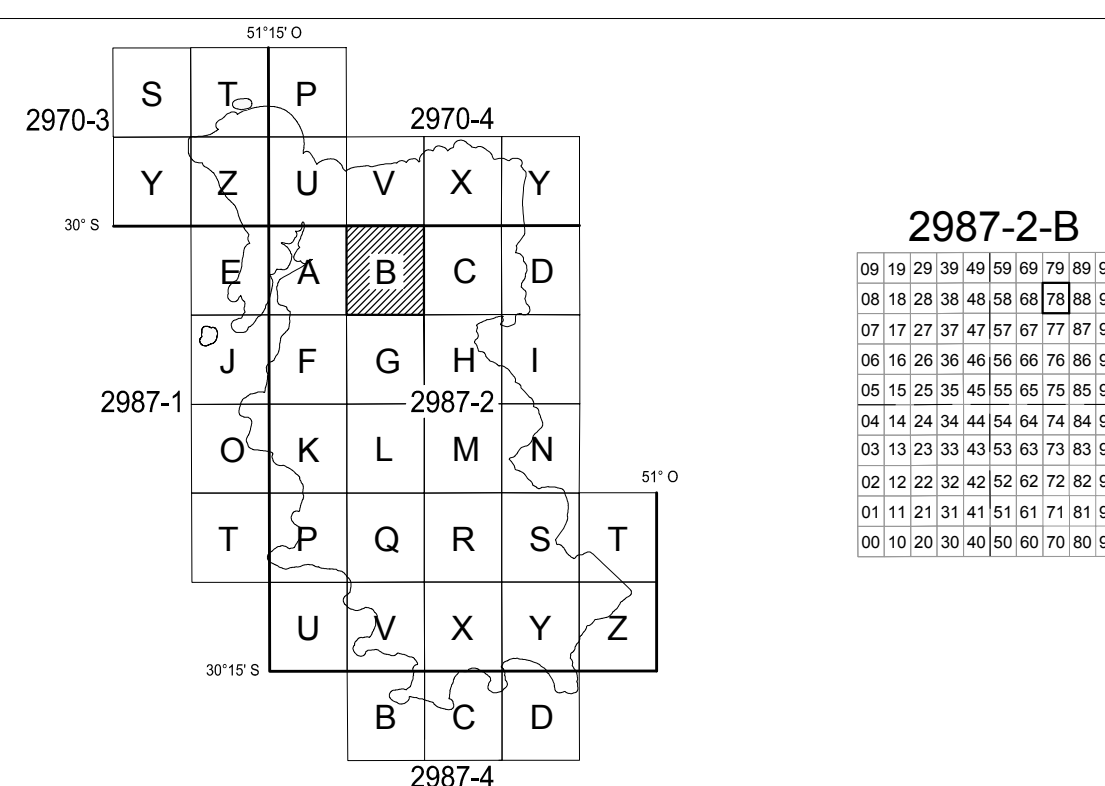 51°15' O
S T P
2970-3 2970-4
Y Z U V X Y
30° S
E A B C D
J F G H I
2987-1 2987-2
O K L M N
51° O
T P Q R S T
U V X Y Z
30°15' S
B C D
2987-4
2987-2-B
09 19 29 39 49 59 69 79 89
08 18 28 38 48 58 68 78 88
07 17 27 37 47 57 67 77 87
06 16 26 36 46 56 66 76 86
05 15 25 35 45 55 65 75 85
04 14 24 34 44 54 64 74 84
03 13 23 33 43 53 63 73 83
02 12 22 32 42 52 62 72 82
01 11 21 31 41 51 61 71 81
00 10 20 30 40 50 60 70 80